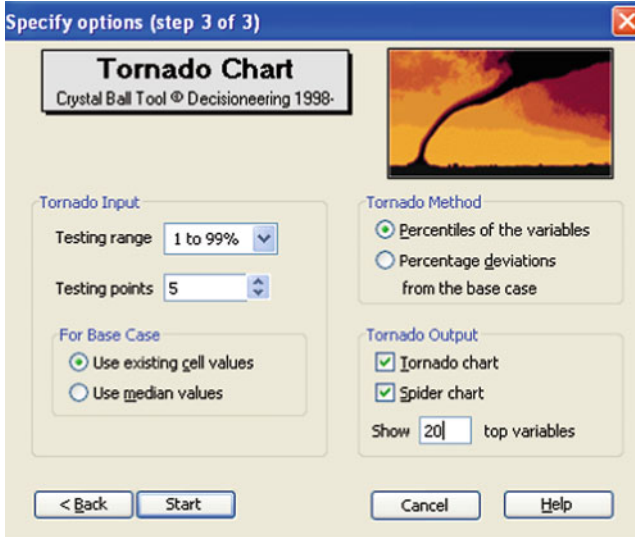 Specify options (step 3 of 3)
Tornado Chart
Crystal Ball Tool © Decisioneering 1998-
Tornado Input
Testing range 1 to 99%
Testing points 5
For Base Case
Use existing cell values
Use median values
Tornado Method
Percentiles of the variables
Percentage deviations
from the base case
Tornado Output
Tornado chart
Spider chart
Show 20 top variables
< Back
Start
Cancel
Help